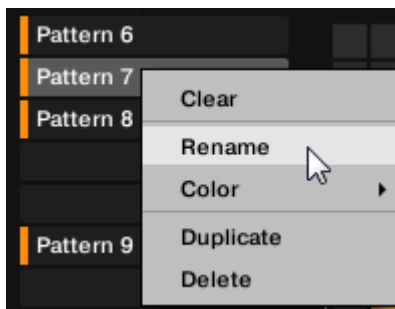 Pattern 6
Pattern 7
Pattern 8
Pattern 9
Clear
Rename
Color
Duplicate
Delete